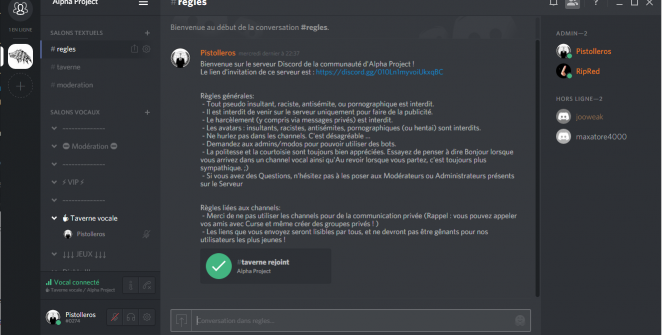 Alpha Project
#regles
EN LIGNE
SALONS TEXTUELS
# regles
# taverne
# moderation
SALONS VOCAUX
Modération
VIP
Taverne vocale
Pistolleros
↓↓↓ JEUX ↓↓↓
Vocal connecté
Taverne vocale / Alpha Project
Pistolleros
#0274
Bienvenue au début de la conversation #regles.
Pistolleros mercredi dernier à 22:37
Bienvenue sur le serveur Discord de la communauté d'Alpha Project !
Le lien d'invitation de ce serveur est :
Règles générales:
- Tout pseudo insultant, raciste, antisémite, ou pornographique est interdit.
- Il est interdit de venir sur le serveur uniquement pour faire de la publicité.
- Le harcèlement (y compris via messages privés) est interdit.
- Les avatars : insultants, racistes, antisémites, pornographiques (ou hentai) sont interdits.
- Ne hurlez pas dans les channels. C'est désagréable ...
- Demandez aux admins/modos pour pouvoir utiliser des bots.
- La politesse et la courtoisie sont toujours bien appréciées. Essayez de penser à dire Bonjour lorsque
vous arrivez dans un channel vocal ainsi qu'Au revoir lorsque vous partez, c'est toujours plus
sympathique. ;)
- Si vous avez des Questions, n'hésitez pas à les poser aux Modérateurs ou Administrateurs présents
sur le Serveur
Règles liées aux channels:
- Merci de ne pas utiliser les channels pour de la communication privée (Rappel : vous pouvez appeler
vos amis avec Curse et même créer des groupes privés ! )
- Les liens que vous envoyez seront lisibles par tous, et ne devront pas être gênants pour nos
utilisateurs les plus jeunes !
#taverne rejoint
Alpha Project
Conversation dans regles...
ADMIN—2
Pistolleros
RipRed
HORS LIGNE—2
jooweak
maxatore4000